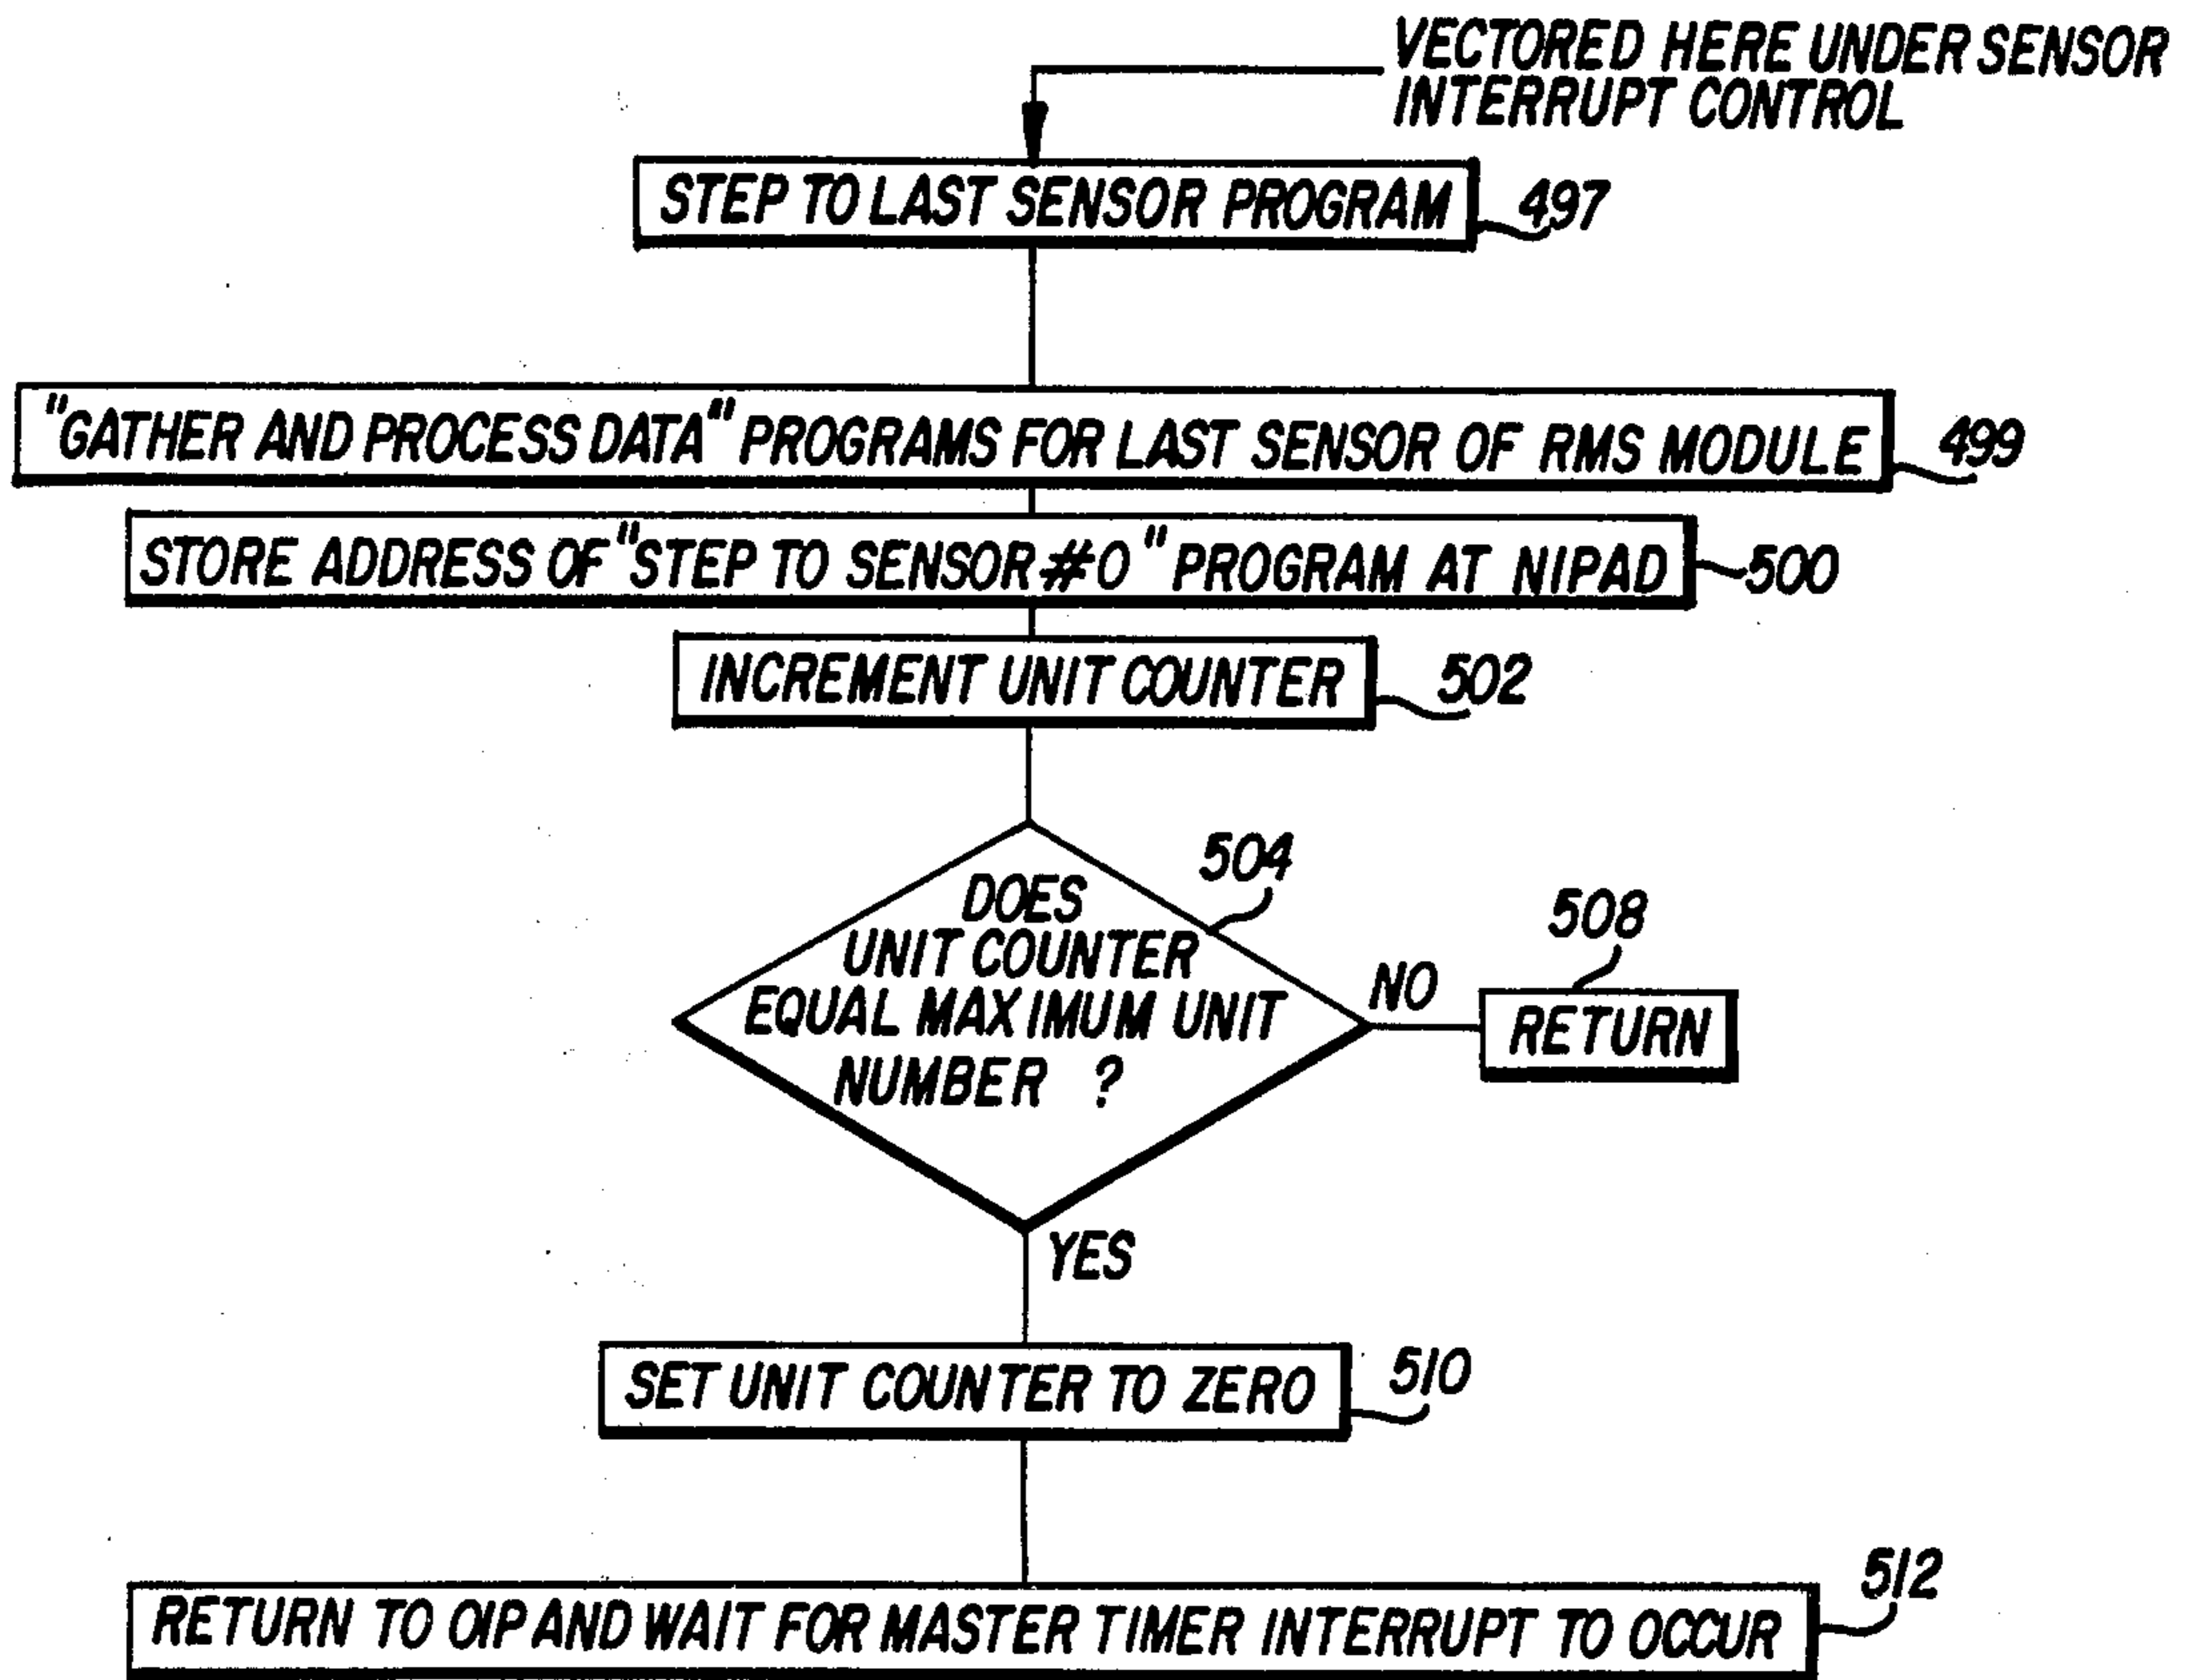 VECTORED HERE UNDER SENSOR
INTERRUPT CONTROL
STEP TO LAST SENSOR PROGRAM
497
"GATHER AND PROCESS DATA" PROGRAMS FOR LAST SENSOR OF RMS MODULE
499
STORE ADDRESS OF "STEP TO SENSOR #0" PROGRAM AT NIPAD
500
INCREMENT UNIT COUNTER
502
504
DOES
UNIT COUNTER
EQUAL MAXIMUM UNIT
NUMBER ?
NO
508
RETURN
YES
SET UNIT COUNTER TO ZERO
510
RETURN TO OIP AND WAIT FOR MASTER TIMER INTERRUPT TO OCCUR
512